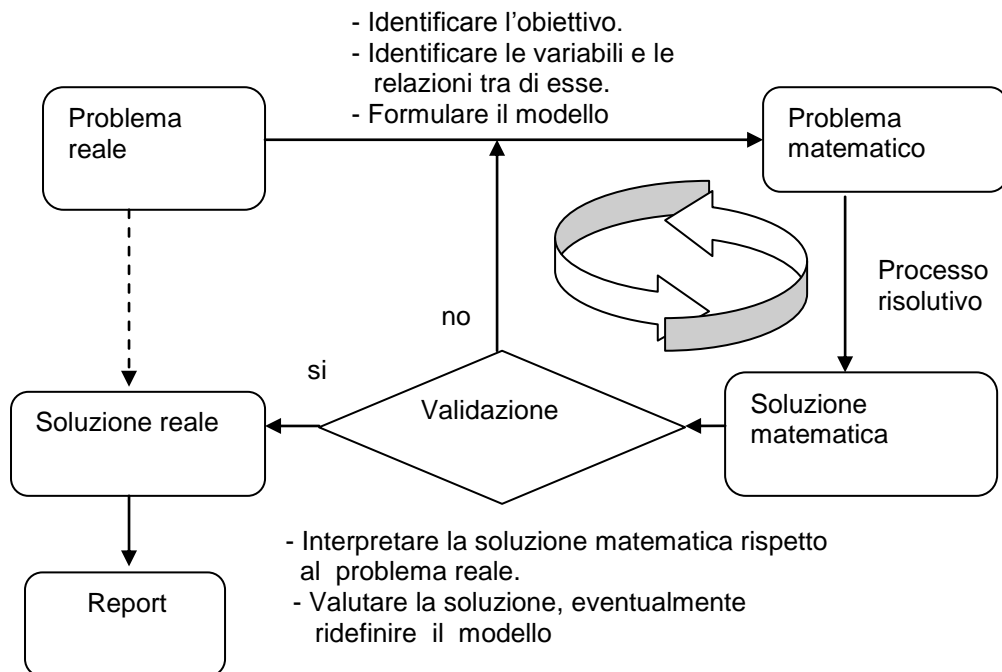 - Identificare l'obiettivo.
- Identificare le variabili e le
relazioni tra di esse.
- Formulare il modello
Problema
reale
Problema
matematico
Processo
risolutivo
no
si
Soluzione reale
Validazione
Soluzione
matematica
- Interpretare la soluzione matematica rispetto
al problema reale.
- Valutare la soluzione, eventualmente
ridefinire il modello
Report